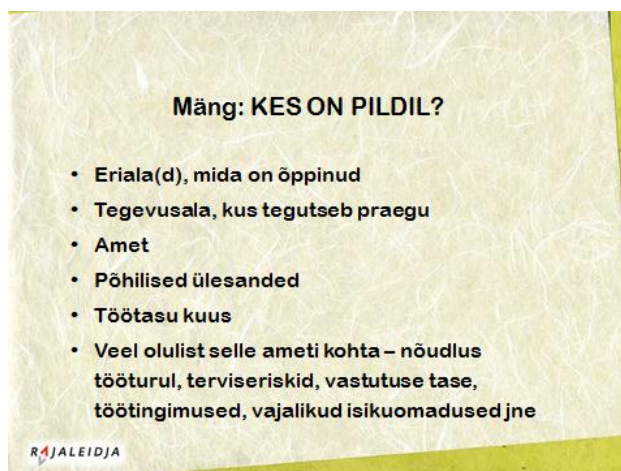 Mäng: KES ON PILDIL?
• Eriala(d), mida on õppinud
• Tegevusala, kus tegutseb praegu
• Amet
• Põhilised ülesanded
• Töötasu kuus
• Veel olulist selle ameti kohta – nõudlus
tööturul, terviseriskid, vastutuse tase,
töötingimused, vajalikud isikuomadused jne
RAJALEIDJA